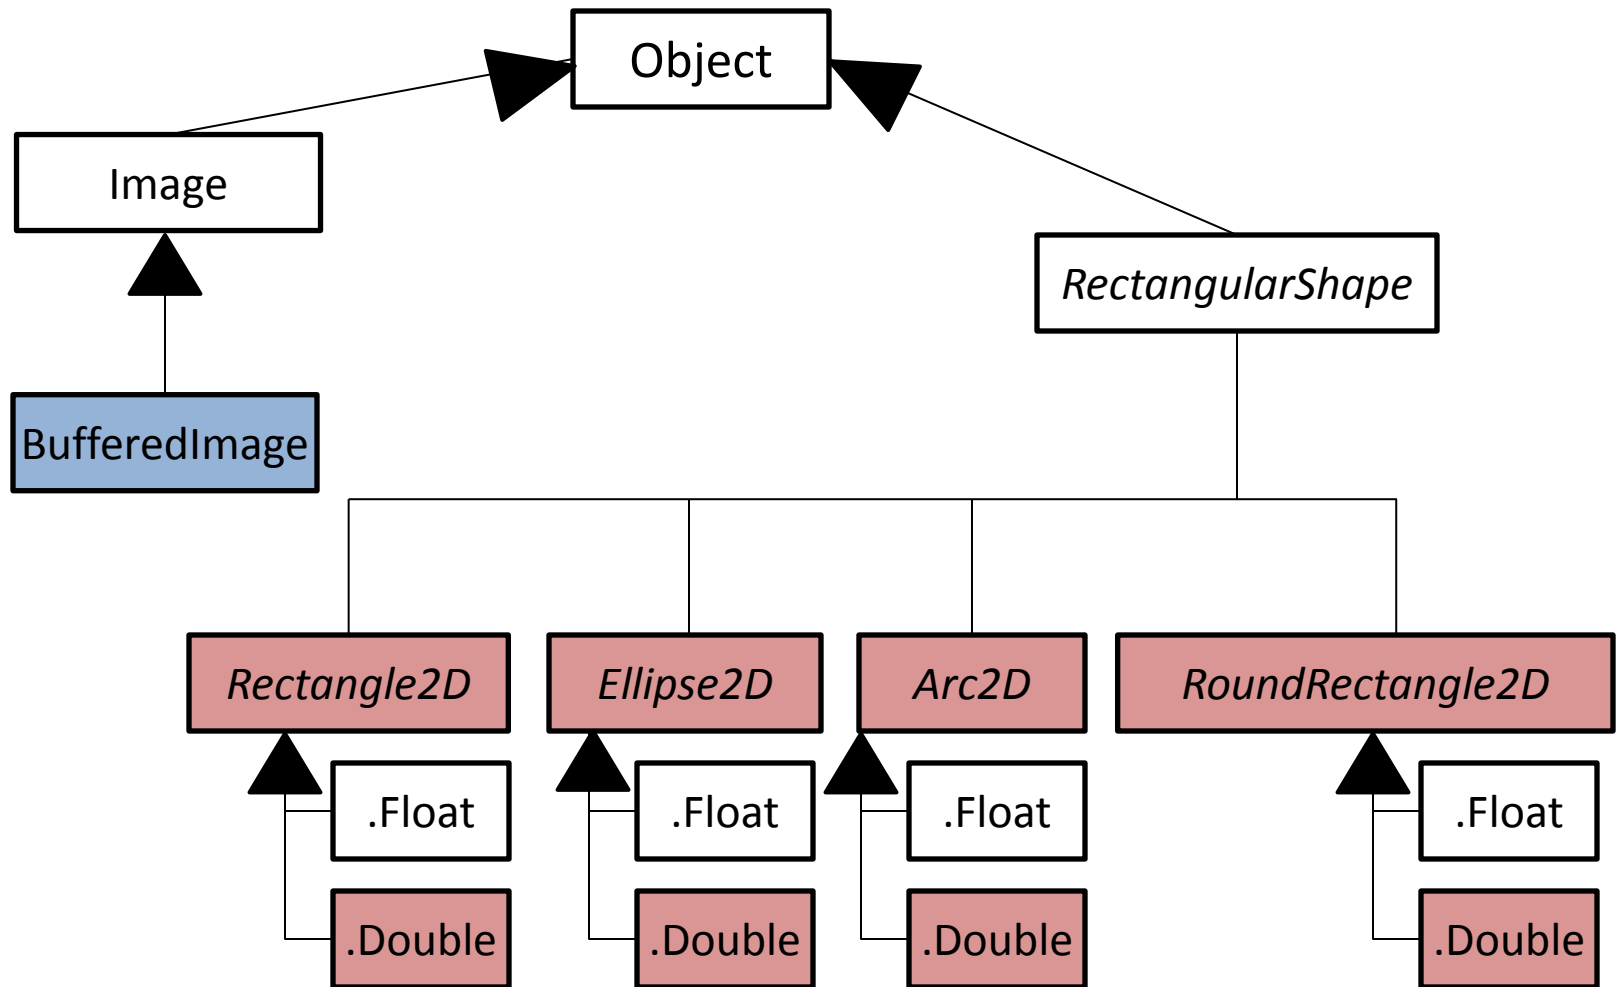 Object
Image
RectangularShape
BufferedImage
Rectangle2D
Ellipse2D
Arc2D
RoundRectangle2D
.Float
.Float
.Float
.Float
.Double
.Double
.Double
.Double